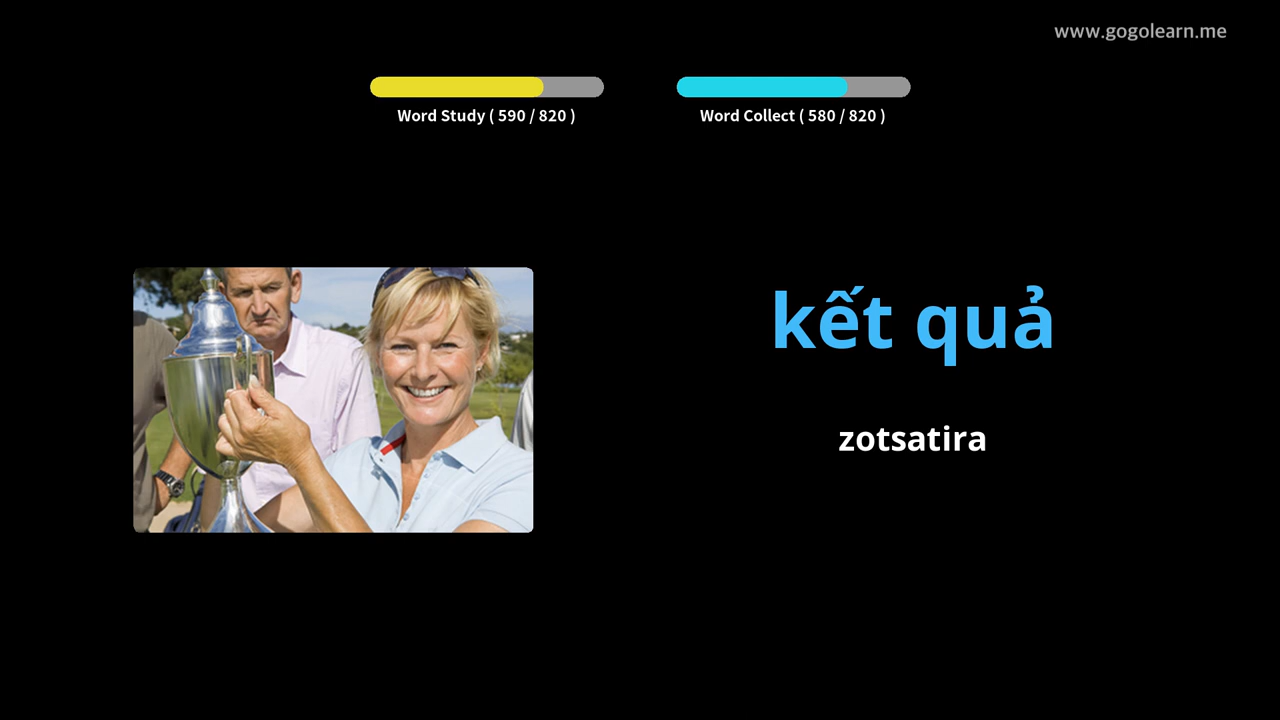 www.gogolearn.me
Word Study ( 590 / 820 )
Word Collect ( 580 / 820 )
kết quả
zotsatira